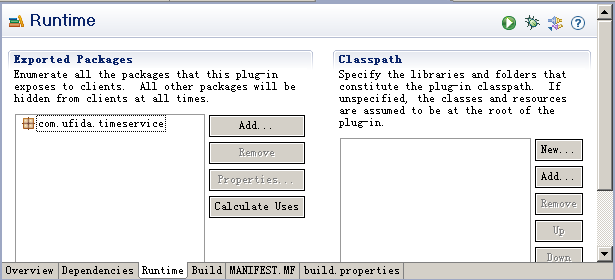 Runtime
Exported Packages
Enumerate all the packages that this plug-in
exposes to clients.  All other packages will be
hidden from clients at all times.
com.ufida.timeservice
Add...
Remove
Properties...
Calculate Uses
Classpath
Specify the libraries and folders that
constitute the plug-in classpath.  If
unspecified, the classes and resources
are assumed to be at the root of the
plug-in.
New...
Add...
Remove
Up
Down
Overview Dependencies Runtime Build MANIFEST.MF build.properties